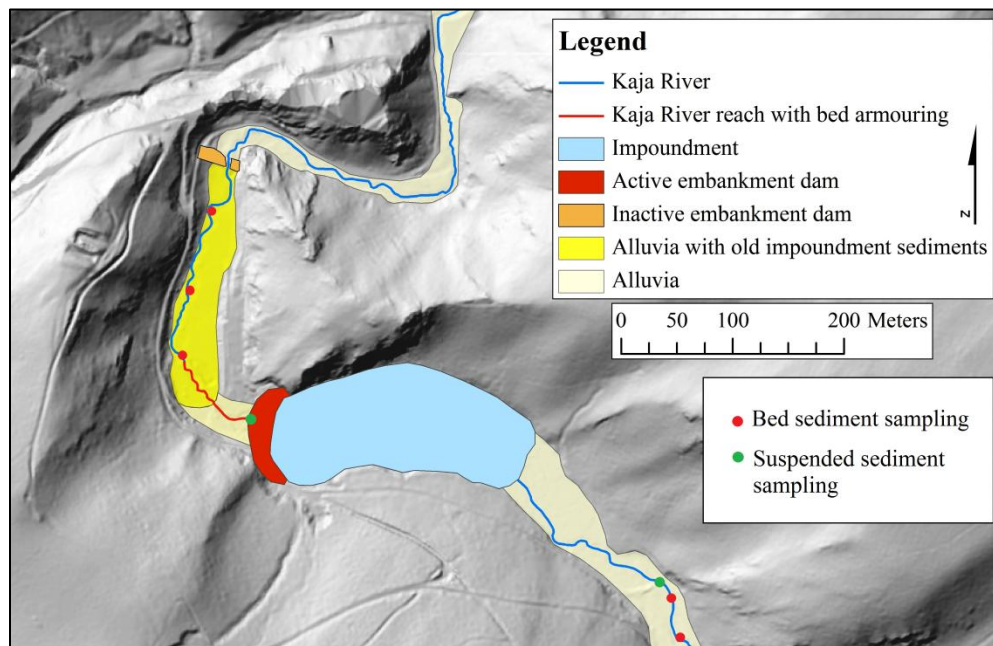 Legend
Kaja River
Kaja River reach with bed armouring
Impoundment
Active embankment dam
Inactive embankment dam
Alluvia with old impoundment sediments
Alluvia
N
0 50 100 200 Meters
Bed sediment sampling
Suspended sediment
sampling